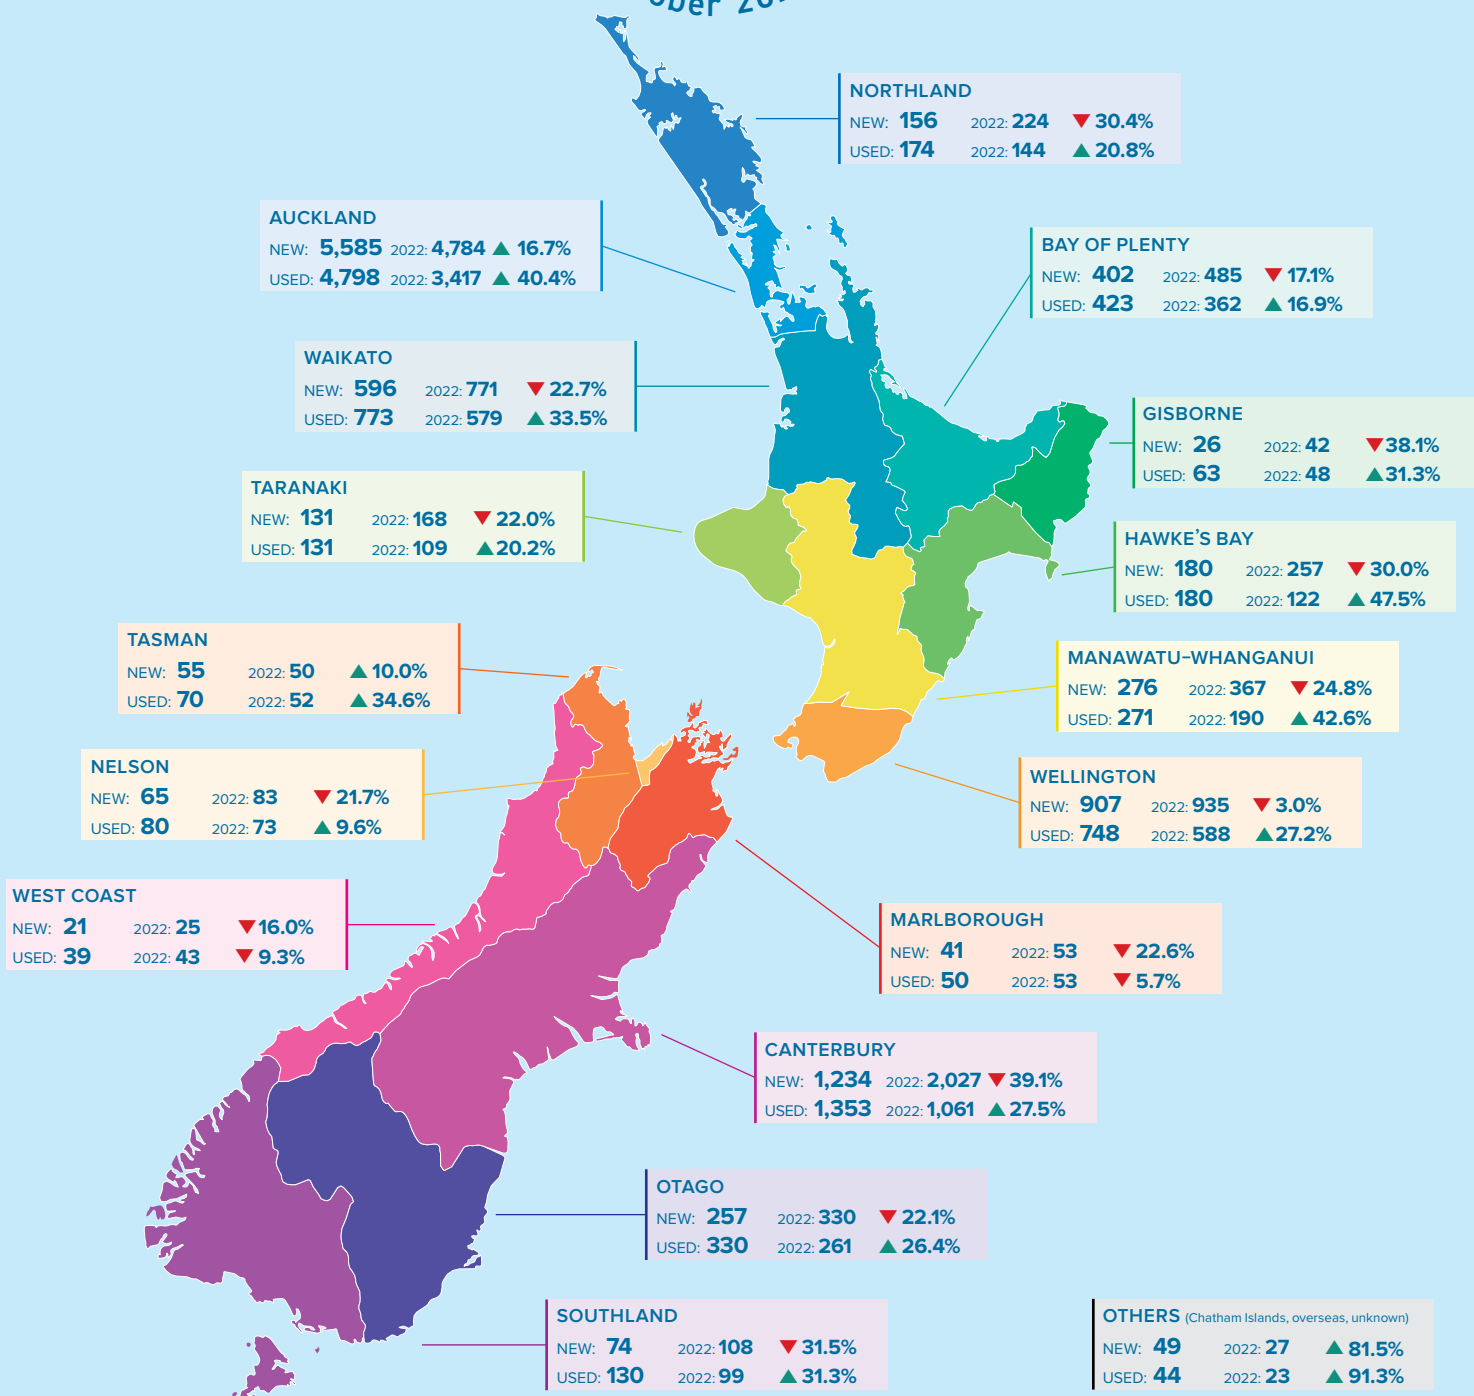 NORTHLAND
NEW: 156 2022: 224 ▼ 30.4%
USED: 174 2022: 144 ▲ 20.8%
AUCKLAND
NEW: 5,585 2022: 4,784 ▲ 16.7%
USED: 4,798 2022: 3,417 ▲ 40.4%
BAY OF PLENTY
NEW: 402 2022: 485 ▼ 17.1%
USED: 423 2022: 362 ▲ 16.9%
WAIKATO
NEW: 596 2022: 771 ▼ 22.7%
USED: 773 2022: 579 ▲ 33.5%
GISBORNE
NEW: 26 2022: 42 ▼ 38.1%
USED: 63 2022: 48 ▲ 31.3%
TARANAKI
NEW: 131 2022: 168 ▼ 22.0%
USED: 131 2022: 109 ▲ 20.2%
HAWKE'S BAY
NEW: 180 2022: 257 ▼ 30.0%
USED: 180 2022: 122 ▲ 47.5%
TASMAN
NEW: 55 2022: 50 ▲ 10.0%
USED: 70 2022: 52 ▲ 34.6%
MANAWATU-WHANGANUI
NEW: 276 2022: 367 ▼ 24.8%
USED: 271 2022: 190 ▲ 42.6%
NELSON
NEW: 65 2022: 83 ▼ 21.7%
USED: 80 2022: 73 ▲ 9.6%
WELLINGTON
NEW: 907 2022: 935 ▼ 3.0%
USED: 748 2022: 588 ▲ 27.2%
WEST COAST
NEW: 21 2022: 25 ▼ 16.0%
USED: 39 2022: 43 ▼ 9.3%
MARLBOROUGH
NEW: 41 2022: 53 ▼ 22.6%
USED: 50 2022: 53 ▼ 5.7%
CANTERBURY
NEW: 1,234 2022: 2,027 ▼ 39.1%
USED: 1,353 2022: 1,061 ▲ 27.5%
OTAGO
NEW: 257 2022: 330 ▼ 22.1%
USED: 330 2022: 261 ▲ 26.4%
SOUTHLAND
NEW: 74 2022: 108 ▼ 31.5%
USED: 130 2022: 99 ▲ 31.3%
OTHERS (Chatham Islands, overseas, unknown)
NEW: 49 2022: 27 ▲ 81.5%
USED: 44 2022: 23 ▲ 91.3%